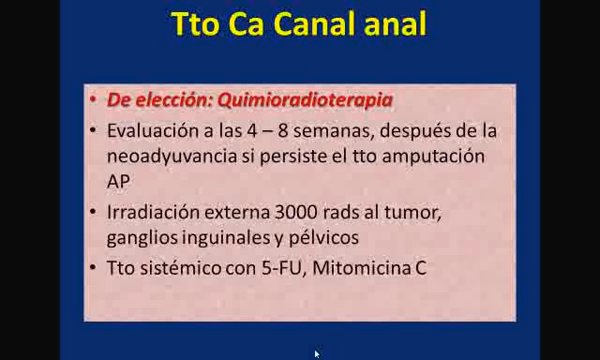 Tto Ca Canal anal
• De elección: Quimioradioterapia
• Evaluación a las 4 – 8 semanas, después de la
neoadyuvancia si persiste el tto amputación
AP
• Irradiación externa 3000 rads al tumor,
ganglios inguinales y pélvicos
• Tto sistémico con 5-FU, Mitomicina C